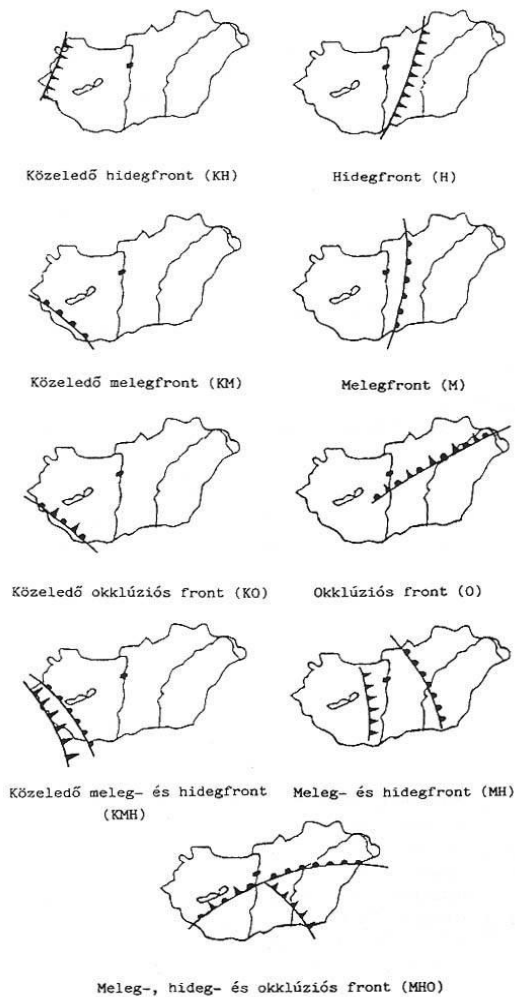 Közeledő hidegfront (KH)
Hidegfront (H)
Közeledő melegfront (KM)
Melegfront (M)
Közeledő okklúziós front (KO)
Okklúziós front (O)
Közeledő meleg- és hidegfront
(KMH)
Meleg- és hidegfront (MH)
Meleg-, hideg- és okklúziós front (MHO)